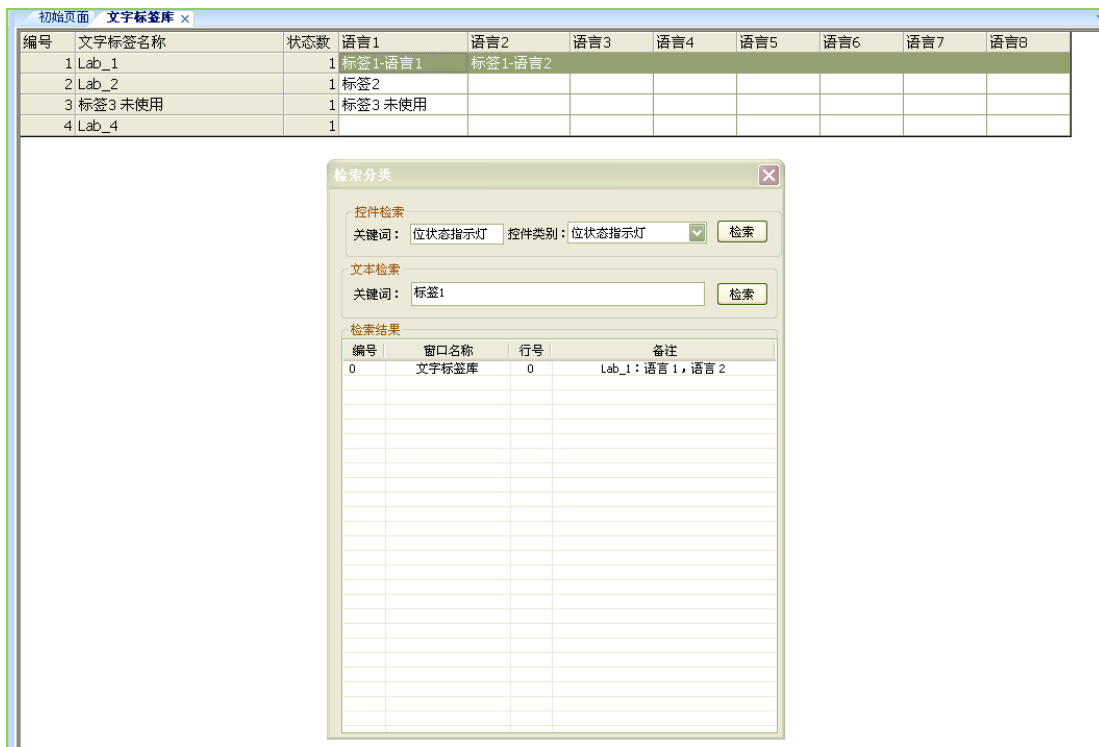 初始页面 文字标签库
编号 文字标签名称 状态数 语言1 语言2 语言3 语言4 语言5 语言6 语言7 语言8
1 Lab_1 1 标签1-语言1 标签1-语言2
2 Lab_2 1 标签2
3 标签3 未使用 1 标签3 未使用
4 Lab_4 1
检索分类
控件检索
关键词： 位状态指示灯 控件类别： 位状态指示灯 检索
文本检索
关键词： 标签1 检索
检索结果
编号 窗口名称 行号 备注
0 文字标签库 0 Lab_1：语言1，语言2